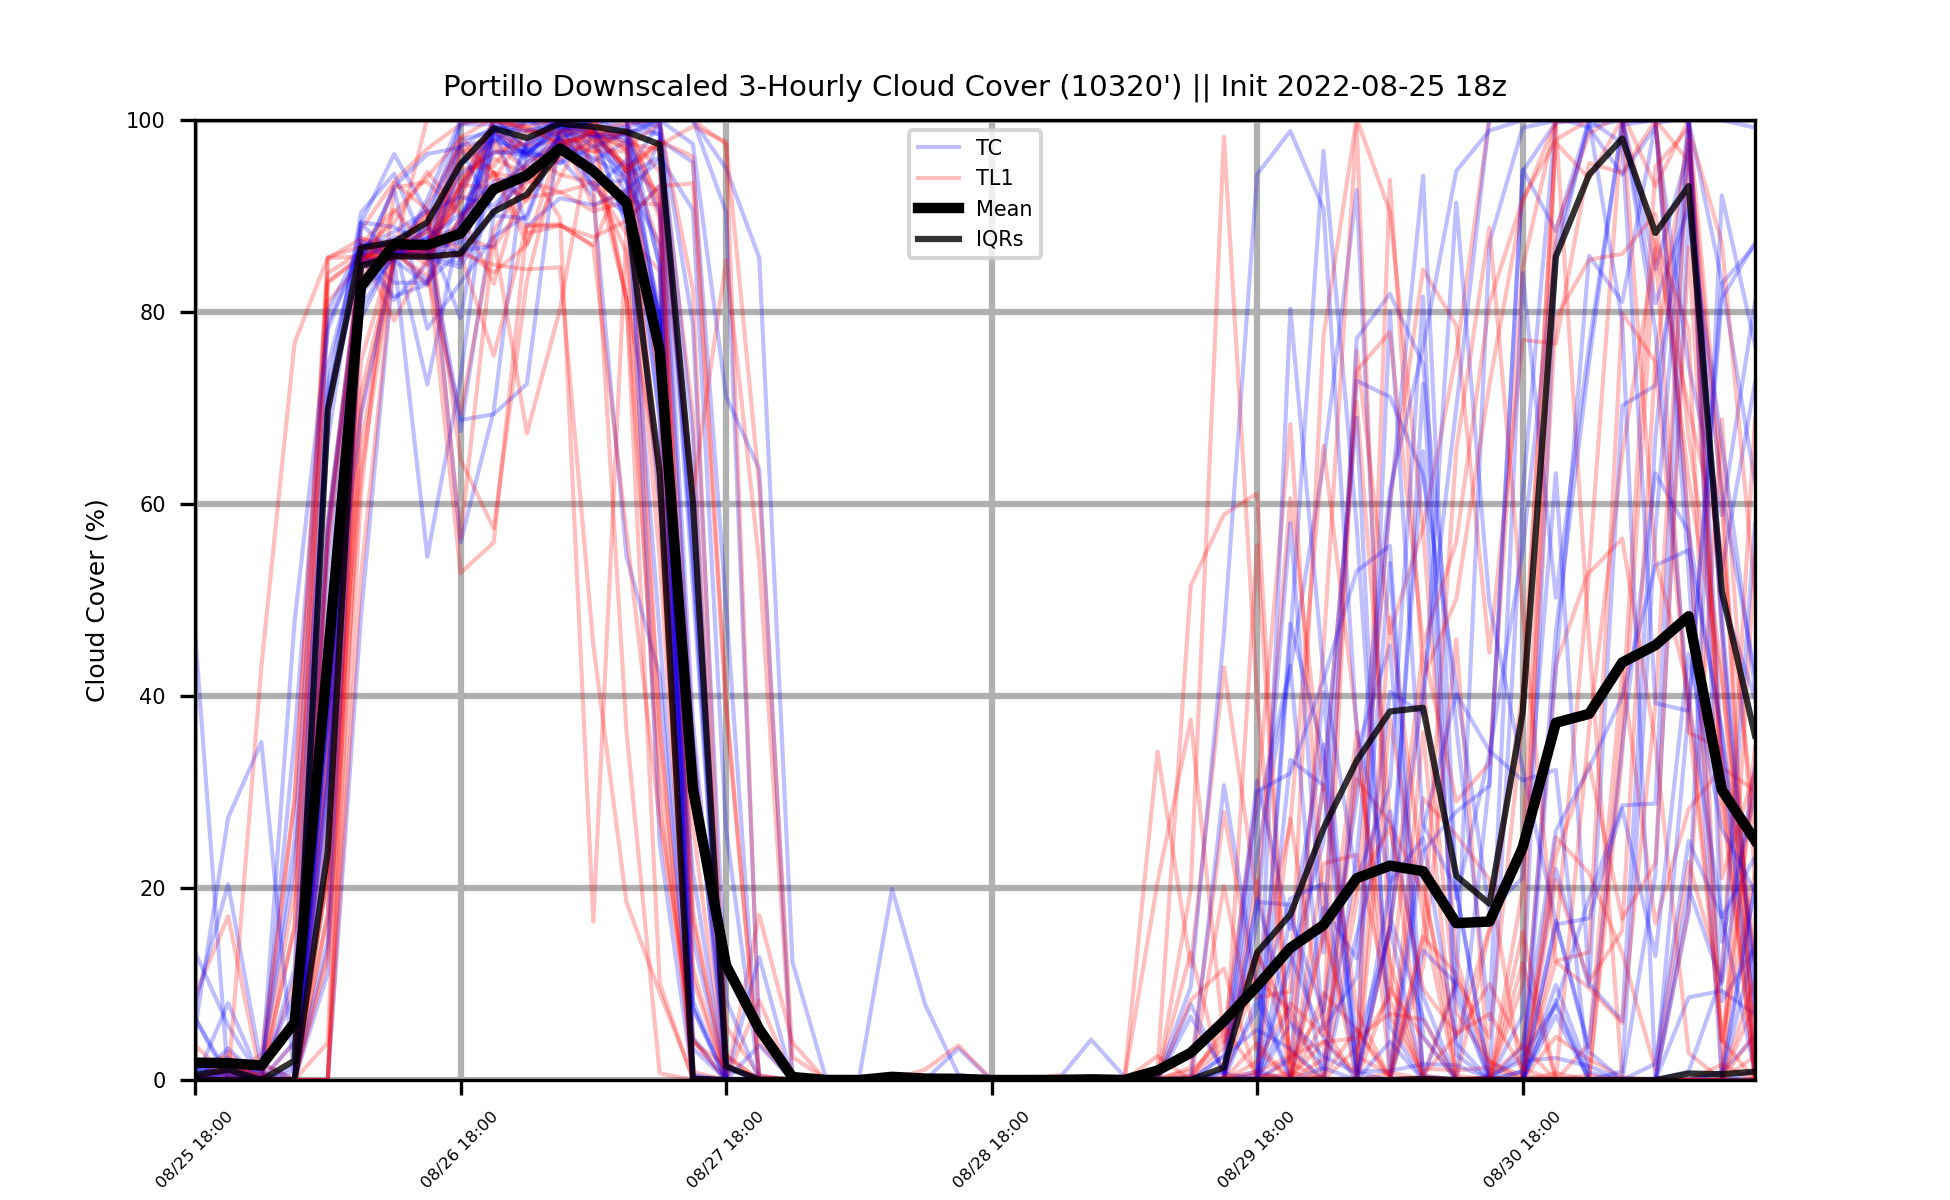 Portillo Downscaled 3-Hourly Cloud Cover (10320') || Init 2022-08-25 18z
TC
TL1
Mean
IQRs
Cloud Cover (%)
100
80
60
40
20
0
08/25 18:00
08/26 18:00
08/27 18:00
08/28 18:00
08/29 18:00
08/30 18:00